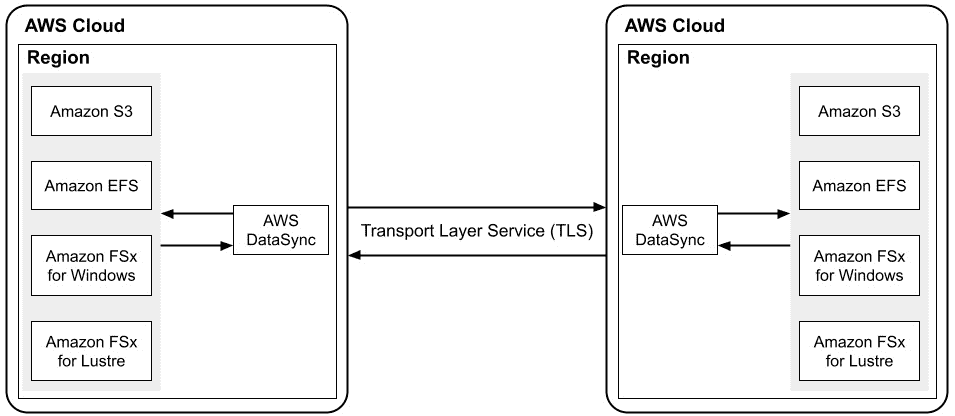 AWS Cloud
Region
Amazon S3
Amazon EFS
Amazon FSx
for Windows
Amazon FSx
for Lustre
AWS
DataSync
Transport Layer Service (TLS)
AWS Cloud
Region
AWS
DataSync
Amazon S3
Amazon EFS
Amazon FSx
for Windows
Amazon FSx
for Lustre